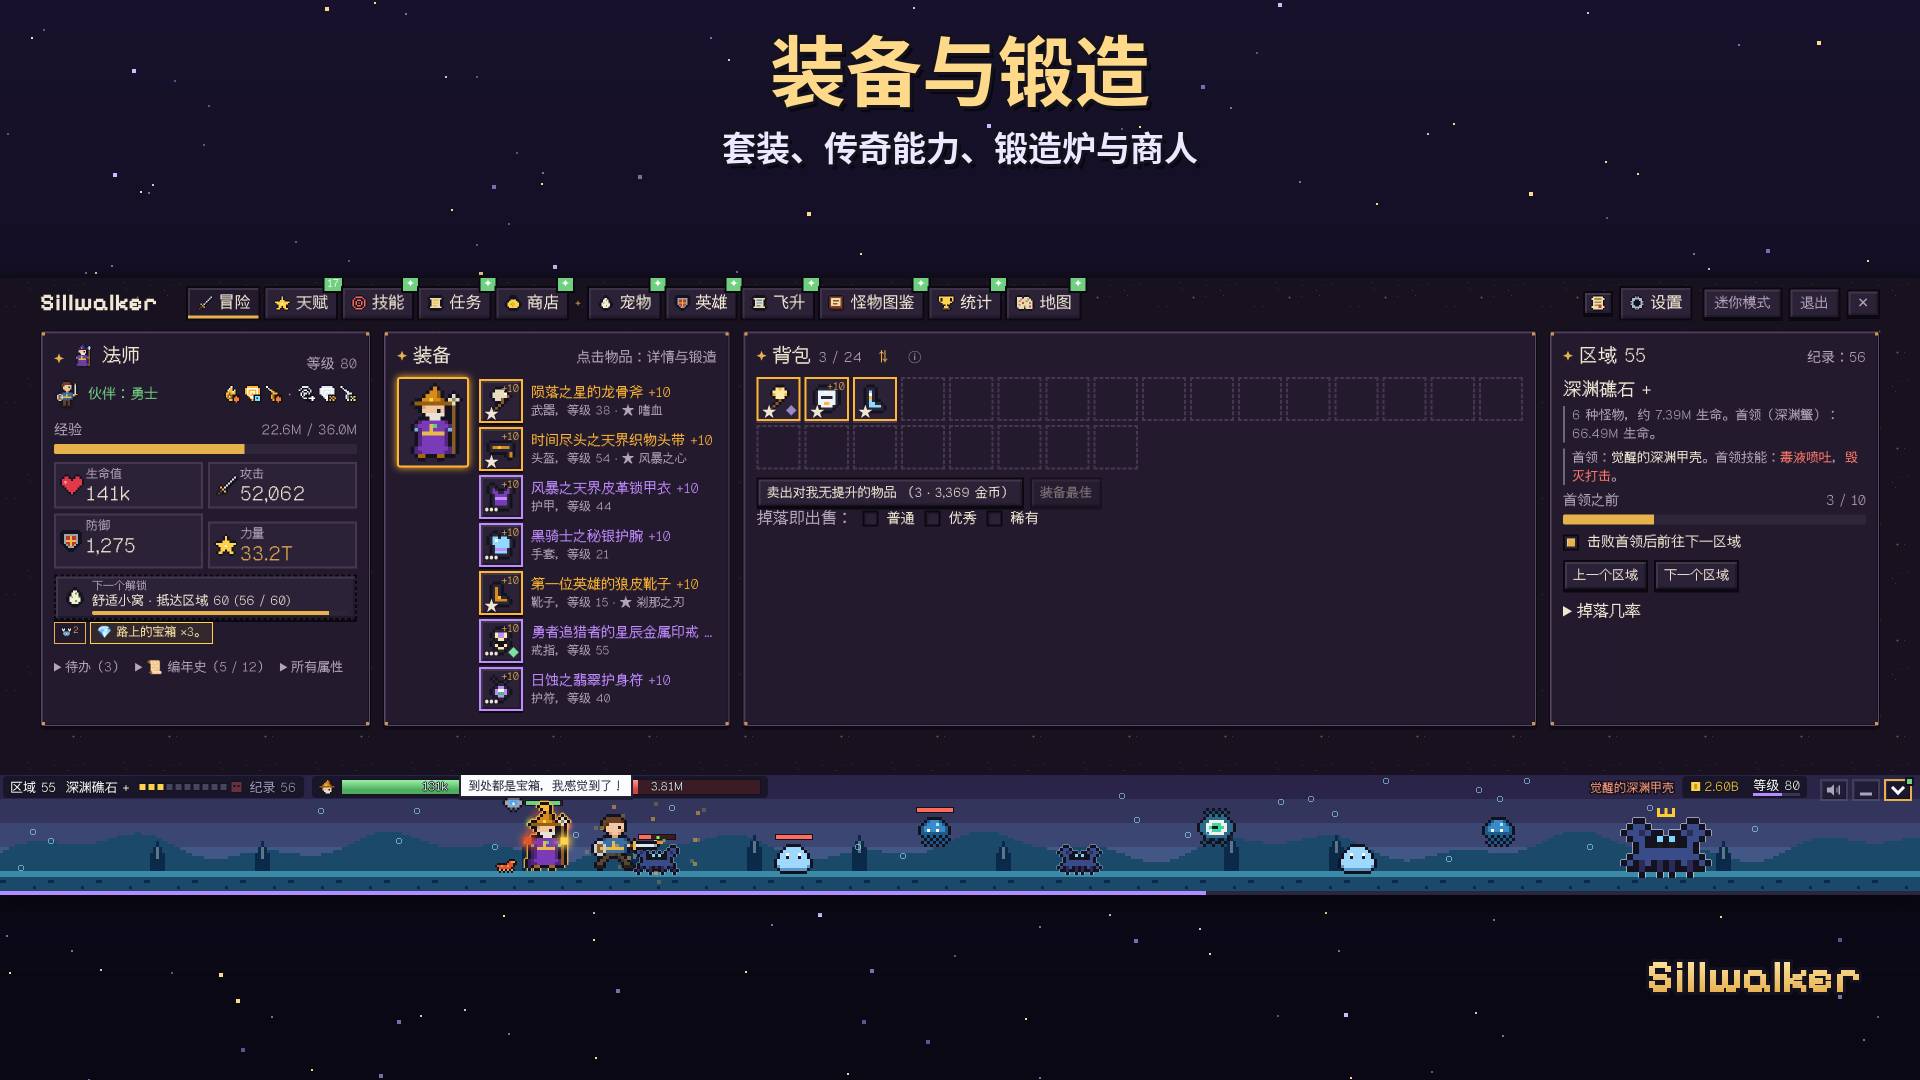 装备与锻造
套装、传奇能力、锻造炉与商人
Sillwalker
冒险
天赋
17
技能
任务
商店
宠物
英雄
飞升
怪物图鉴
统计
地图
设置
迷你模式
退出
×
法师
等级 80
伙伴：勇士
经验
22.6M / 36.0M
生命值
141k
攻击
52,062
防御
1,275
力量
33.2T
下一个解锁
舒适小窝 · 抵达区域 60 (56 / 60)
2
路上的宝箱 ×3。
待办（3）
编年史（5 / 12）
所有属性
装备
点击物品：详情与锻造
+10
陨落之星的龙骨斧 +10
武器，等级 38 · ★ 嗜血
+10
时间尽头之天界织物头带 +10
头盔，等级 54 · ★ 风暴之心
+10
风暴之天界皮革锁甲衣 +10
护甲，等级 44
+10
黑骑士之秘银护腕 +10
手套，等级 21
+10
第一位英雄的狼皮靴子 +10
靴子，等级 15 · ★ 刹那之刃
+10
勇者追猎者的星辰金属印戒 ...
戒指，等级 55
+10
日蚀之翡翠护身符 +10
护符，等级 40
背包 3 / 24
+10
卖出对我无提升的物品 （3 · 3,369 金币）
装备最佳
掉落即出售：
普通
优秀
稀有
区域 55
纪录：56
深渊礁石 +
6 种怪物，约 7.39M 生命。首领（深渊蟹）：
66.49M 生命。
首领：觉醒的深渊甲壳。首领技能：毒液喷吐，毁
灭打击。
首领之前
3 / 10
击败首领后前往下一区域
上一个区域
下一个区域
掉落几率
区域 55 深渊礁石 +
纪录 56
131k
到处都是宝箱，我感觉到了！
3.81M
觉醒的深渊甲壳
2.60B
等级 80
Sillwalker